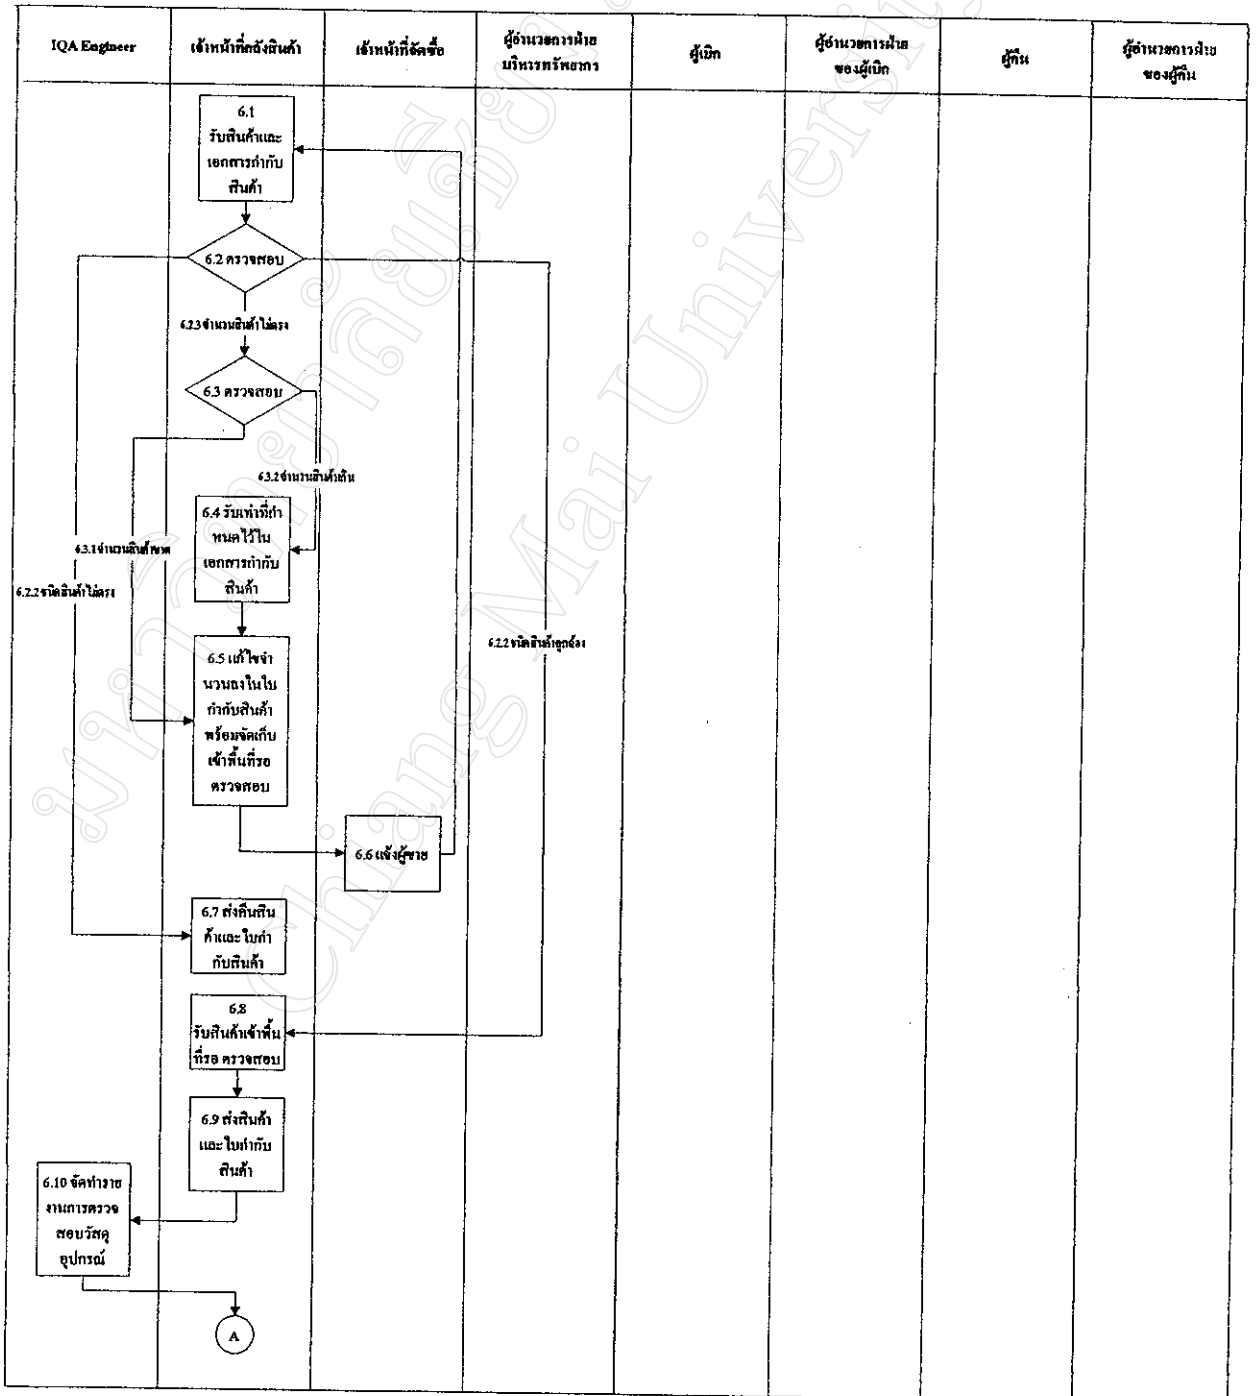 IQA Engineer
เจ้าหน้าที่คลังสินค้า
เจ้าหน้าที่จัดซื้อ
ผู้อำนวยการฝ่าย
บริหารทรัพยากร
ผู้เบิก
ผู้อำนวยการฝ่าย
ของผู้เบิก
ผู้คืน
ผู้อำนวยการฝ่าย
ของผู้คืน
6.1
รับสินค้าและ
เอกสารกำกับ
สินค้า
6.2 ตรวจสอบ
6.2.3 จำนวนสินค้าไม่ตรง
6.3 ตรวจสอบ
6.3.2 จำนวนสินค้าเกิน
6.4 รับเท่าที่กำ
หนดไว้ใน
เอกสารกำกับ
สินค้า
6.3.1 จำนวนสินค้าขาด
6.2.2 ชนิดสินค้าไม่ตรง
6.2.2 ชนิดสินค้าถูกต้อง
6.5 แก้ไขจำ
นวนลงในใบ
กำกับสินค้า
พร้อมจัดเก็บ
เข้าพื้นที่รอ
ตรวจสอบ
6.6 แจ้งผู้ขาย
6.7 ส่งคืนสิน
ค้าและใบกำ
กับสินค้า
6.8
รับสินค้าเข้าพื้น
ที่รอ ตรวจสอบ
6.9 ส่งสินค้า
และใบกำกับ
สินค้า
6.10 จัดทำราย
งานการตรวจ
สอบวัสดุ
อุปกรณ์
A
มหาวิทยาลัยเชียงใหม่
Chiang Mai University